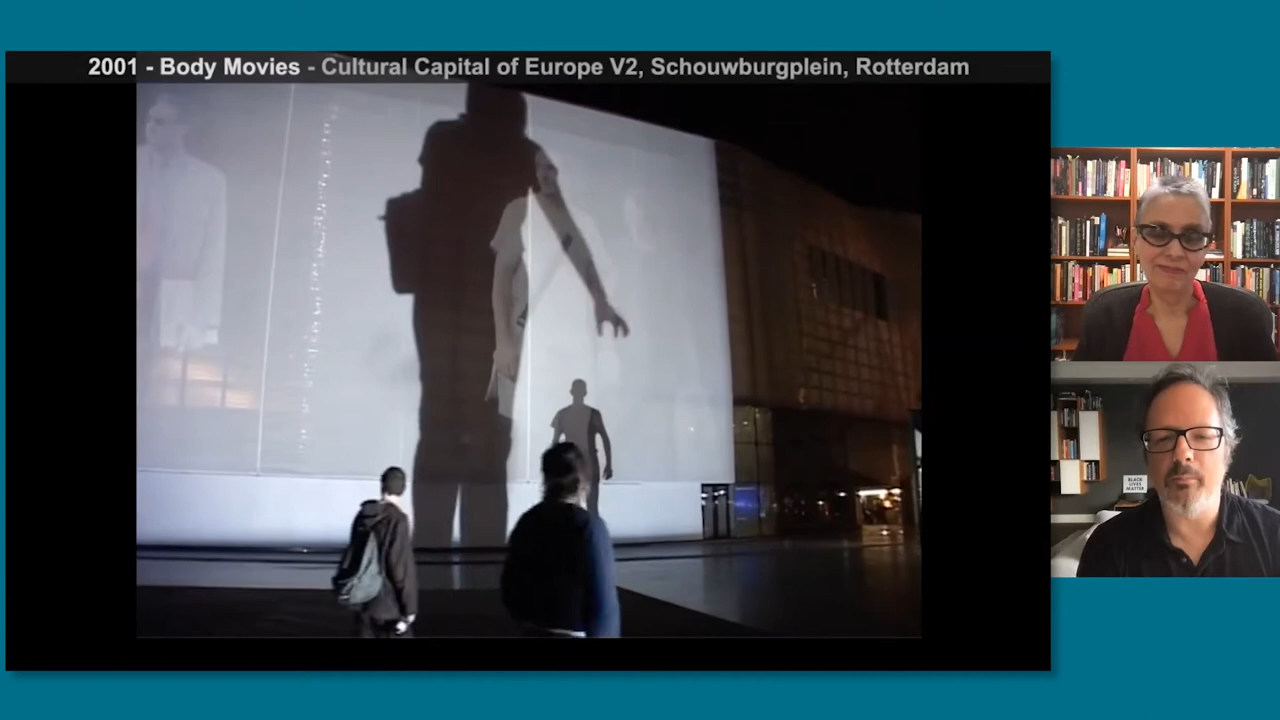 2001 - Body Movies - Cultural Capital of Europe V2, Schouwburgplein, Rotterdam
BLACK
LIVES
MATTER